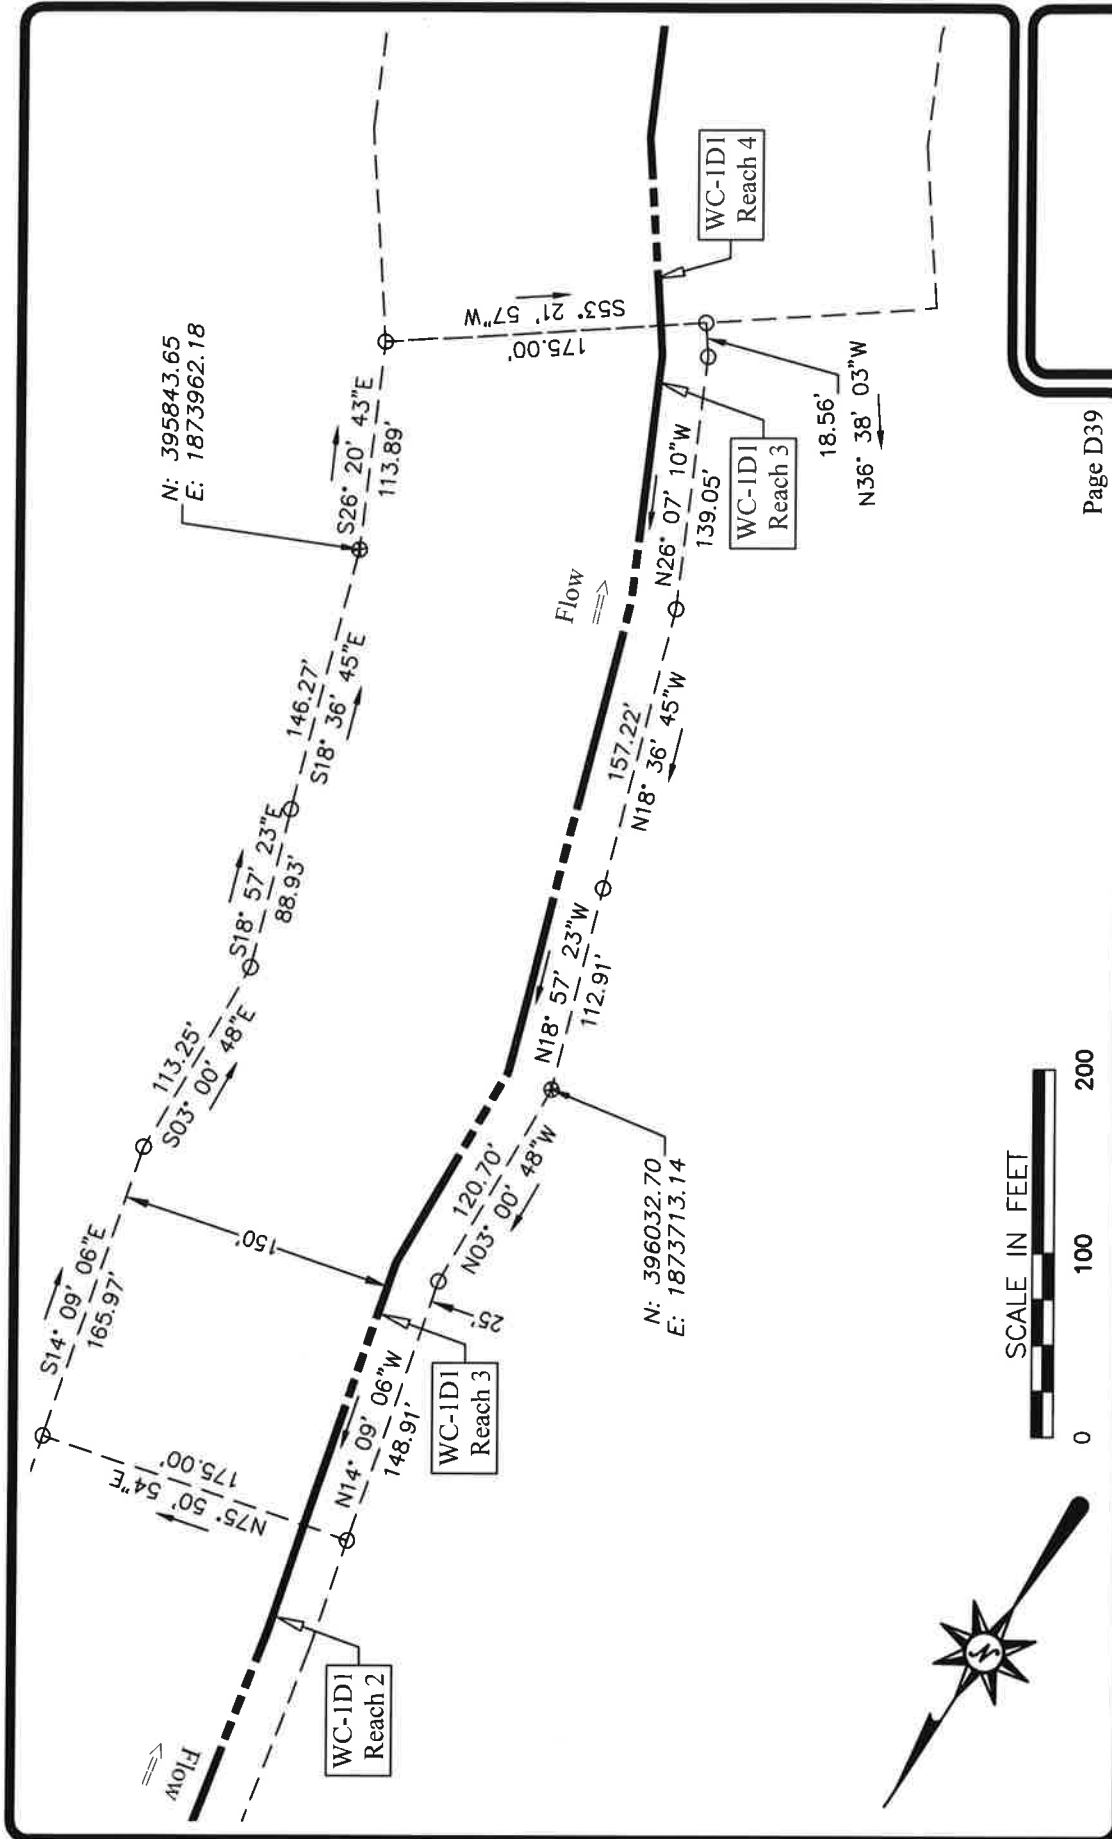 N: 395843.65
E: 1873962.18
S14° 09' 06"E
165.97'
113.25'
S03° 00' 48"E
S18° 57' 23"E
88.93'
146.27'
S18° 36' 45"E
S26° 20' 43"E
113.89'
S53° 21' 57"W
175.00'
WC-1D1
Reach 4
18.56'
N36° 38' 03"W
WC-1D1
Reach 3
N26° 07' 10"W
139.05'
Flow
157.22'
N18° 36' 45"W
N18° 57' 23"W
112.91'
120.70'
N03° 00' 48"W
N: 396032.70
E: 1873713.14
150'
25'
WC-1D1
Reach 3
N14° 09' 06"W
148.91'
N75° 50' 54"E
175.00'
WC-1D1
Reach 2
Flow
SCALE IN FEET
0 100 200
N
Page D39